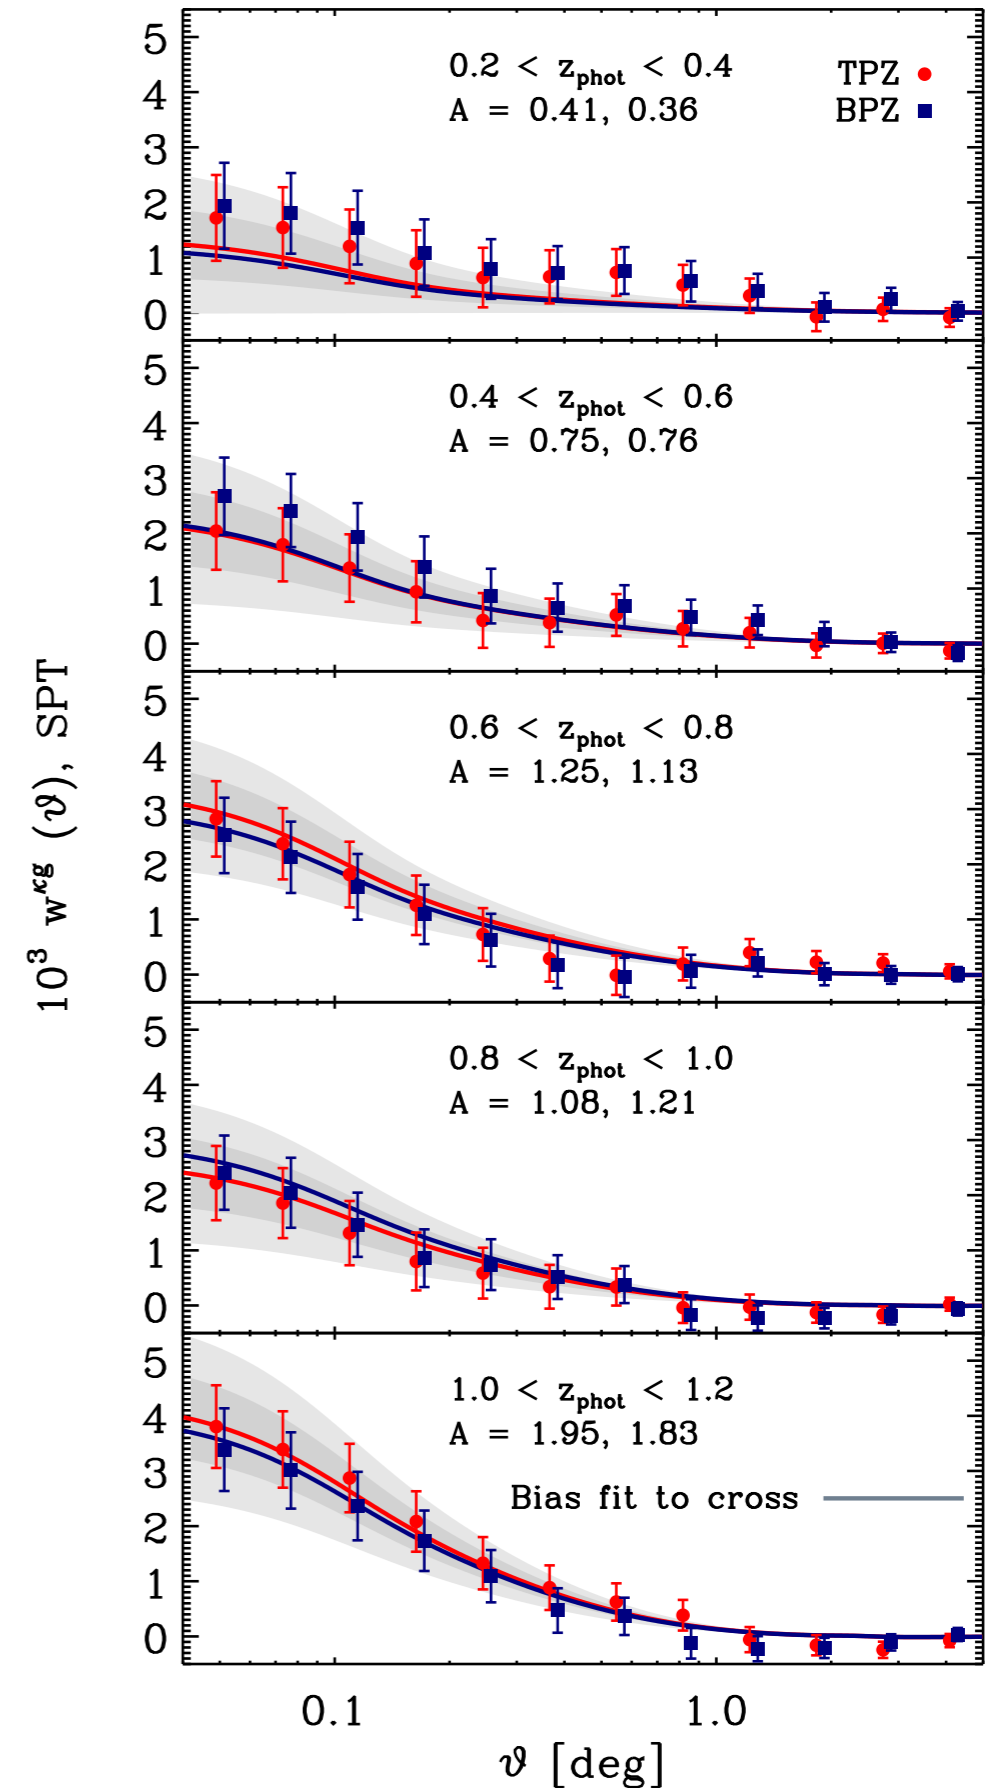 10³ w^κg (ϑ), SPT
5
4
3
2
1
0
0.2 < z_phot < 0.4
A = 0.41, 0.36
TPZ
BPZ
5
4
3
2
1
0
0.4 < z_phot < 0.6
A = 0.75, 0.76
5
4
3
2
1
0
0.6 < z_phot < 0.8
A = 1.25, 1.13
5
4
3
2
1
0
0.8 < z_phot < 1.0
A = 1.08, 1.21
5
4
3
2
1
0
1.0 < z_phot < 1.2
A = 1.95, 1.83
Bias fit to cross
0.1 1.0
ϑ [deg]